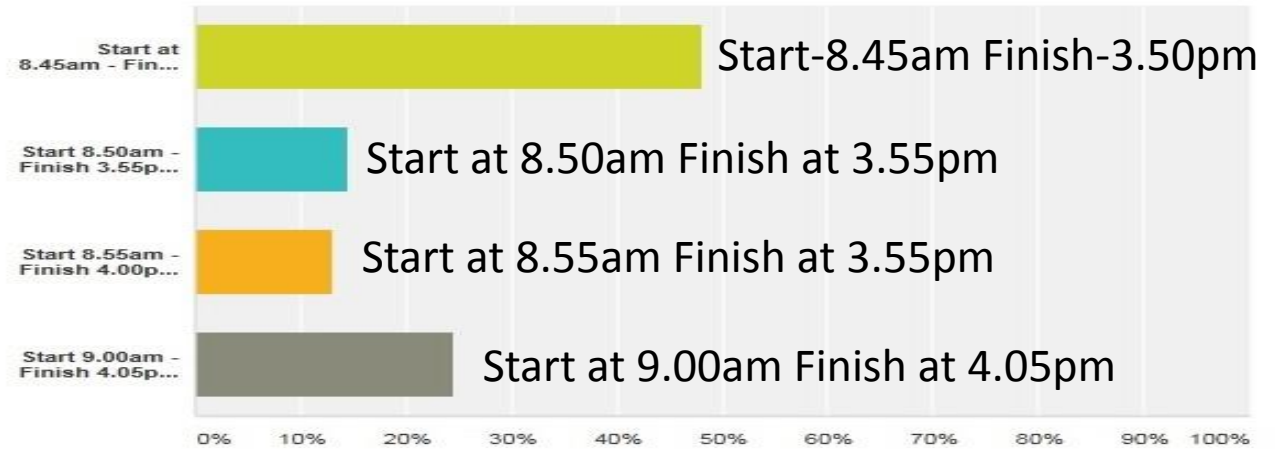 Start at
8.45am - Fin...
Start-8.45am Finish-3.50pm
Start 8.50am -
Finish 3.55p...
Start at 8.50am Finish at 3.55pm
Start 8.55am -
Finish 4.00p...
Start at 8.55am Finish at 3.55pm
Start 9.00am -
Finish 4.05p...
Start at 9.00am Finish at 4.05pm
0% 10% 20% 30% 40% 50% 60% 70% 80% 90% 100%